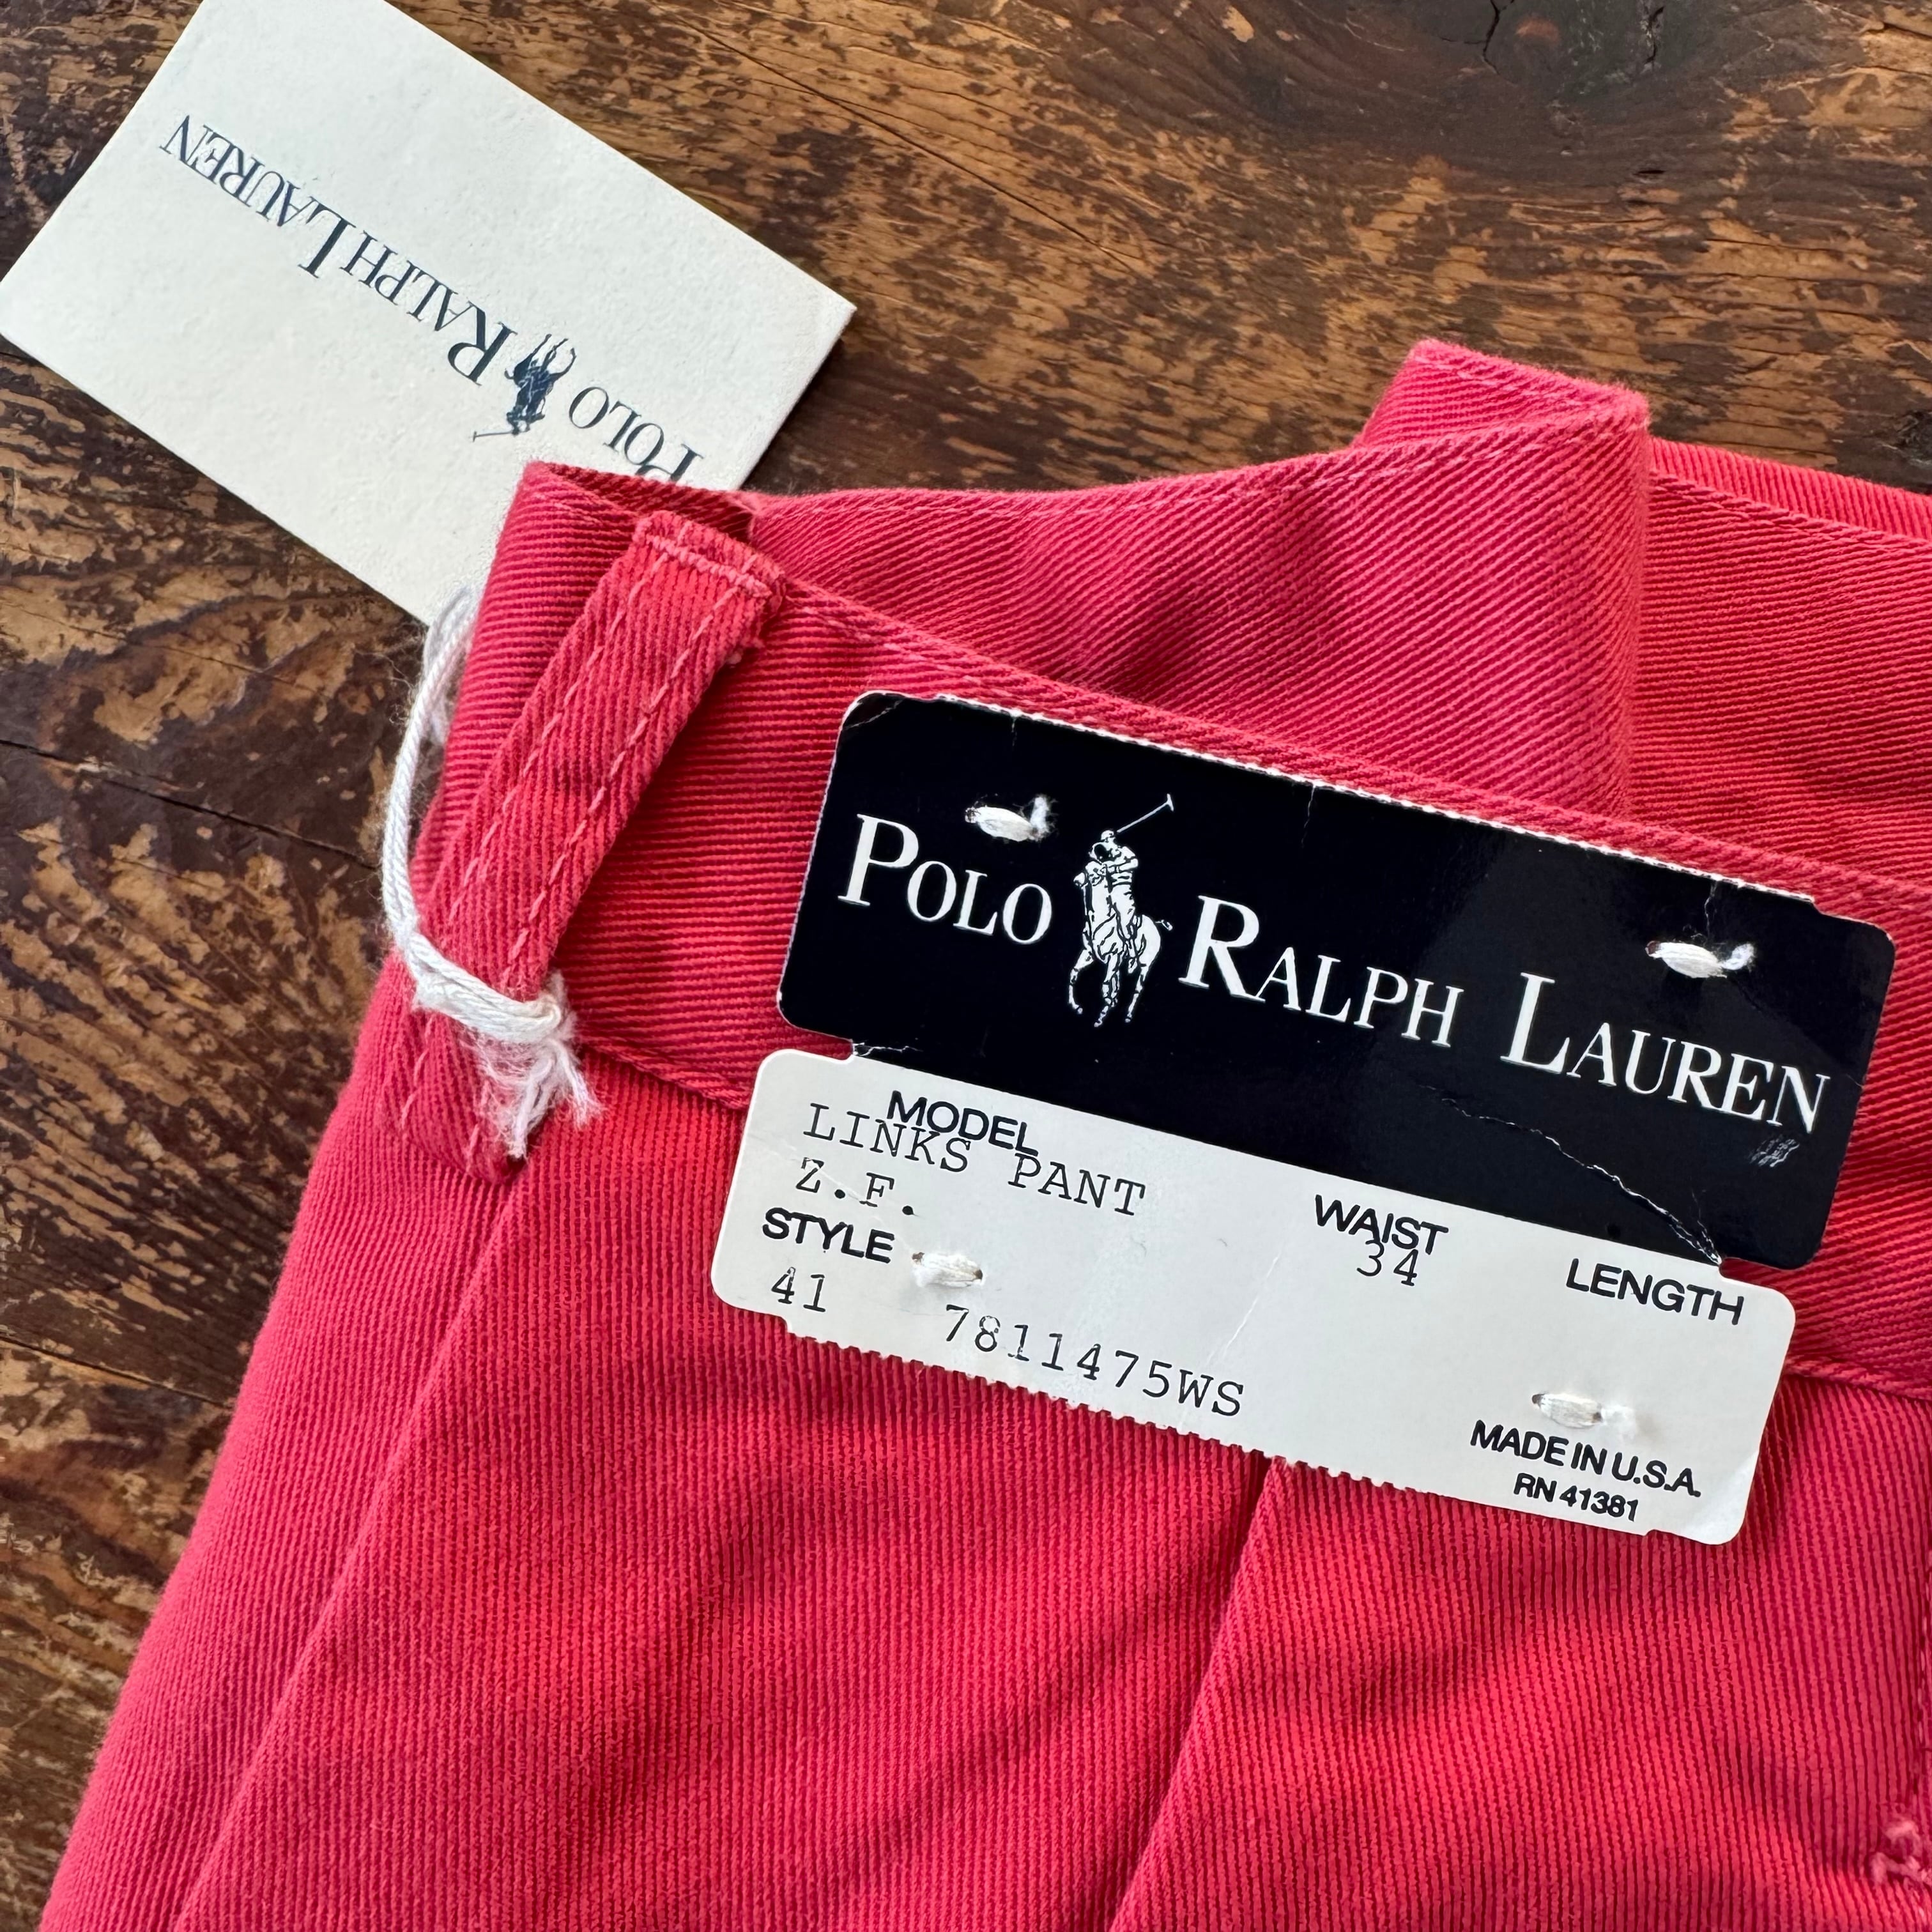 POLO RALPH LAUREN
POLO RALPH LAUREN
MODEL
LINKS PANT
Z.F.
WAIST
34
LENGTH
STYLE
41 7811475WS
MADE IN U.S.A.
RN 41381